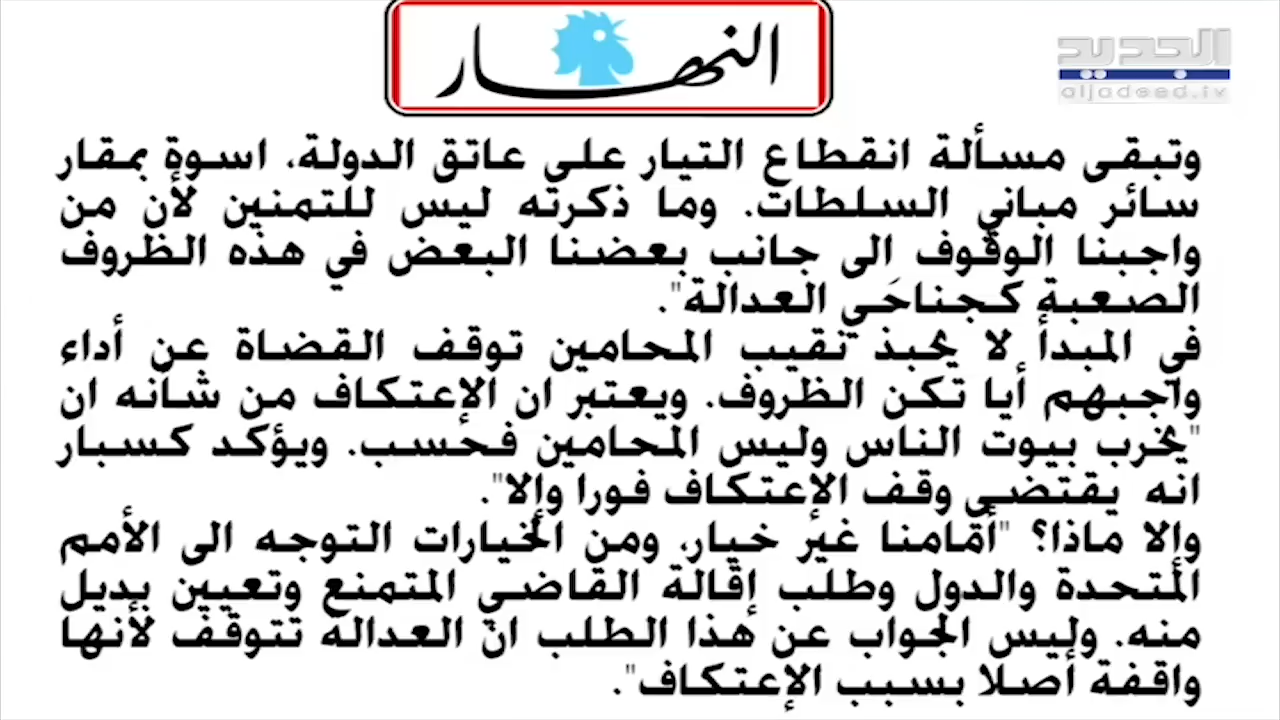 النهار
الجديد
aljadeed.tv
وتبقى مسألة انقطاع التيار على عاتق الدولة، اسوة بمقار
سائر مباني السلطات. وما ذكرته ليس للتمنين لأن من
واجبنا الوقوف الى جانب بعضنا البعض في هذه الظروف
الصعبة كجناحَي العدالة".
في المبدأ لا يحبذ نقيب المحامين توقف القضاة عن أداء
واجبهم أيا تكن الظروف. ويعتبر ان الإعتكاف من شأنه ان
"يخرب بيوت الناس وليس المحامين فحسب. ويؤكد كسبار
انه يقتضي وقف الإعتكاف فورا وإلا".
وإلا ماذا؟ "أمامنا غير خيار، ومن الخيارات التوجه الى الأمم
المتحدة والدول وطلب إقالة القاضي المتمنع وتعيين بديل
منه. وليس الجواب عن هذا الطلب ان العداله تتوقف لأنها
واقفة أصلا بسبب الإعتكاف".